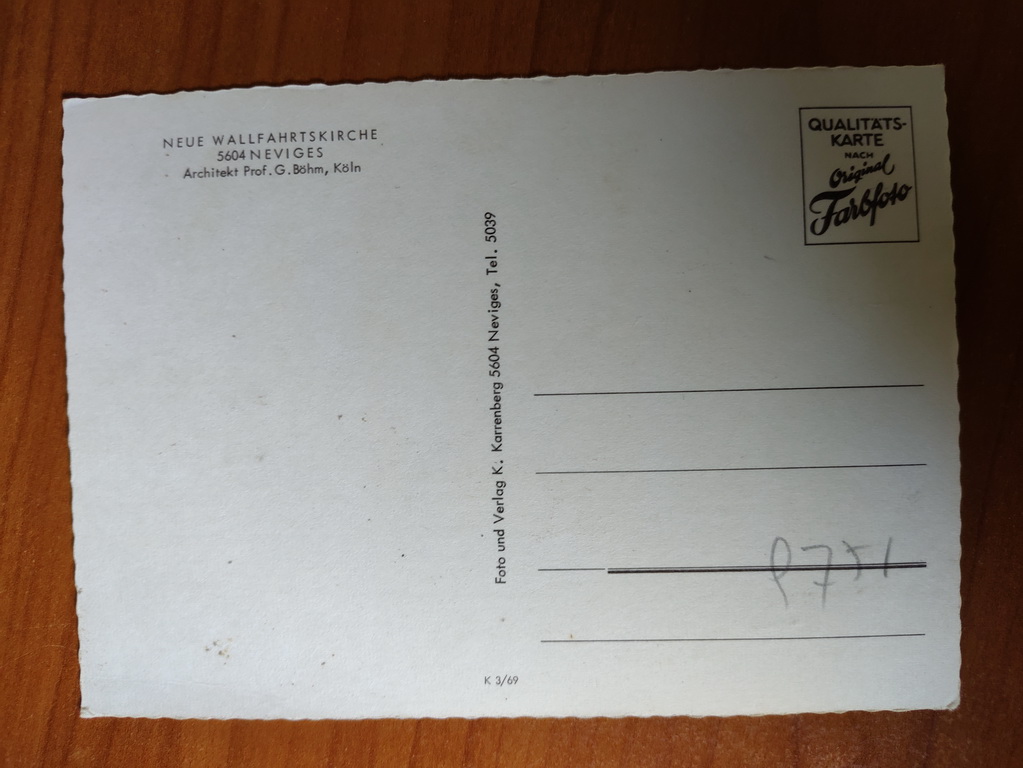 NEUE WALLFAHRTSKIRCHE
5604 NEVIGES
Architekt Prof. G. Böhm, Köln
Foto und Verlag K. Karrenberg 5604 Neviges, Tel. 5039
K 3/69
QUALITÄTS-
KARTE
NACH
Original
Farbfoto